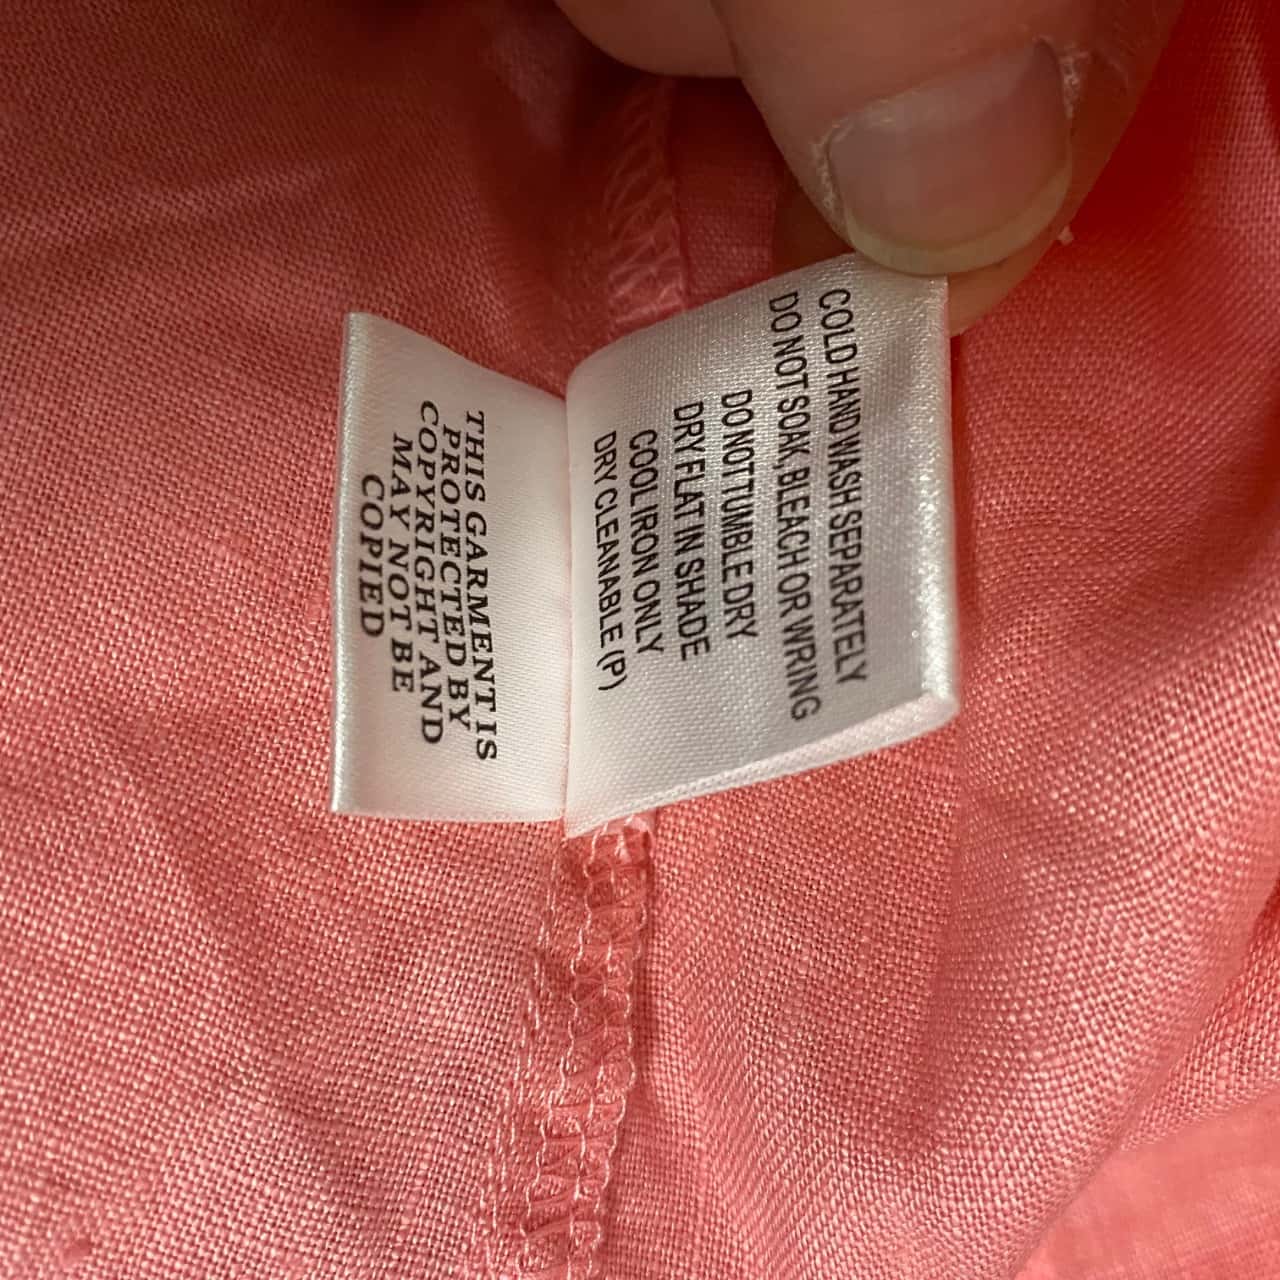 COLD HAND WASH SEPARATELY
DO NOT SOAK, BLEACH OR WRING
DO NOT TUMBLE DRY
DRY FLAT IN SHADE
COOL IRON ONLY
DRY CLEANABLE (P)
THIS GARMENT IS
PROTECTED BY
COPYRIGHT AND
MAY NOT BE
COPIED